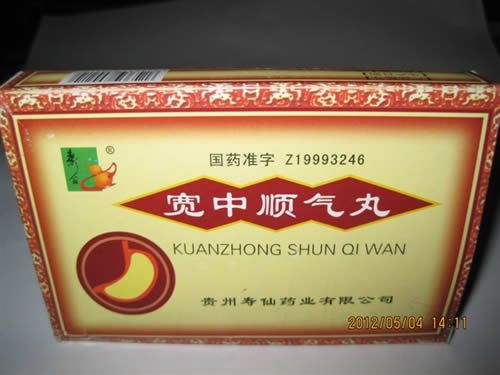 ®
国药准字 Z19993246
宽中顺气丸
KUANZHONG SHUN QI WAN
贵州寿仙药业有限公司
2012/05/04 14:11